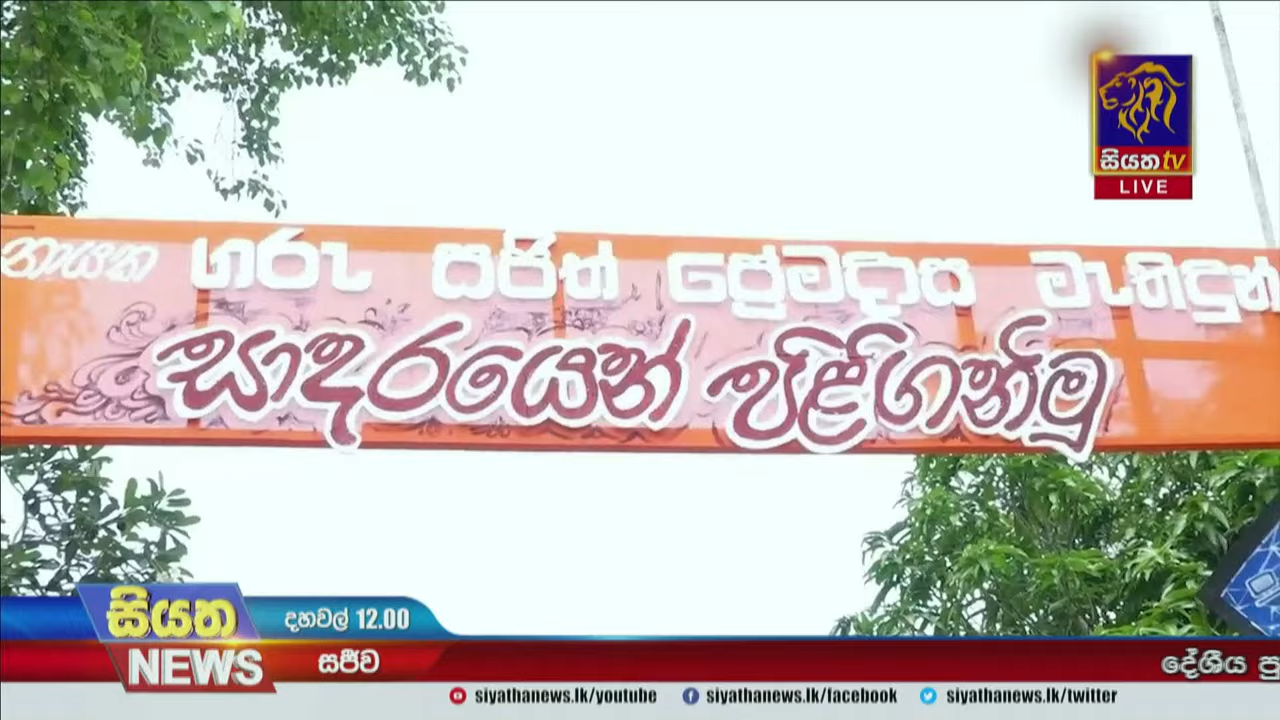 සියත tv
LIVE
නායක ගරු සජිත් ප්‍රේමදාස මැතිදුන්
සාදරයෙන් පිළිගනිමු
සියත
NEWS
දහවල් 12.00
සජීව
දේශීය
siyathanews.lk/youtube siyathanews.lk/facebook siyathanews.lk/twitter